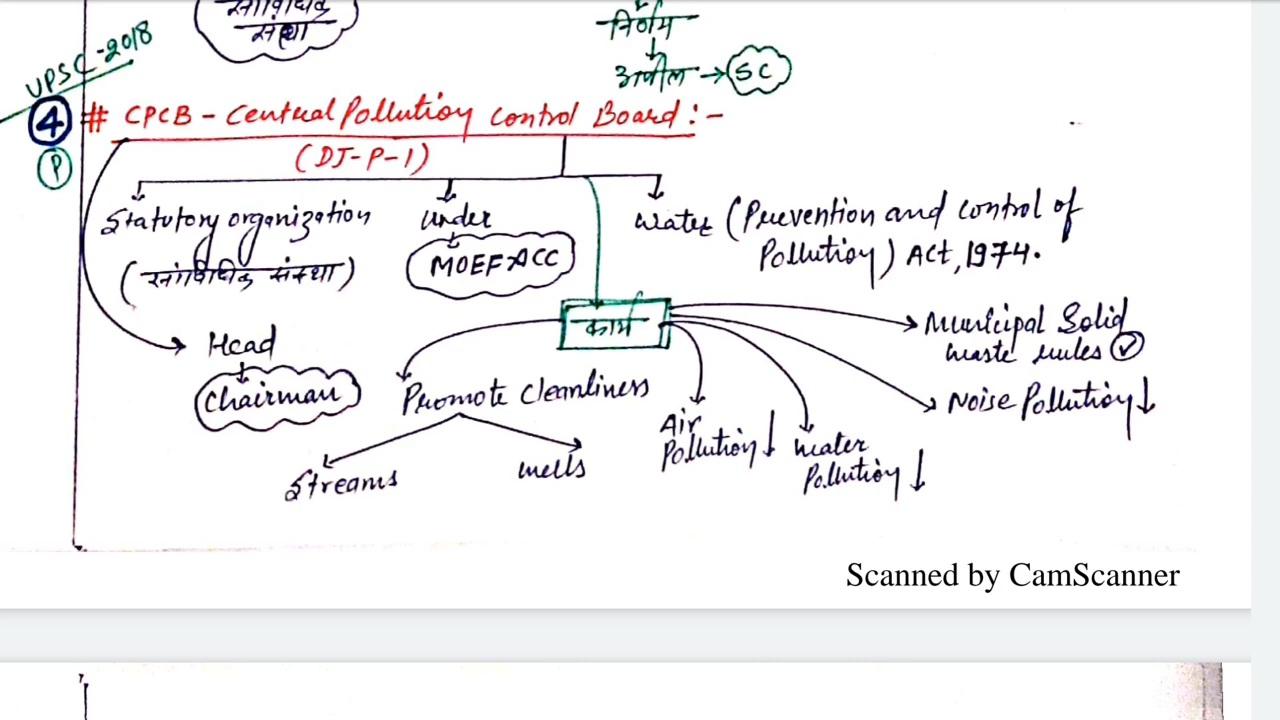 सांविधिक
संस्था
निर्णय
अपील → SC
UPSC-2018
④ # CPCB - Central Pollution Control Board :-
P
(DJ-P-1)
Statutory organization
(सांविधिक संस्था)
under
MOEF&CC
Water (Prevention and control of
Pollution) Act, 1974.
कार्य
Head
Chairman
Promote Cleanliness
Streams
wells
Air
Pollution ↓
Water
Pollution ↓
Municipal Solid
waste rules ✓
Noise Pollution ↓
Scanned by CamScanner